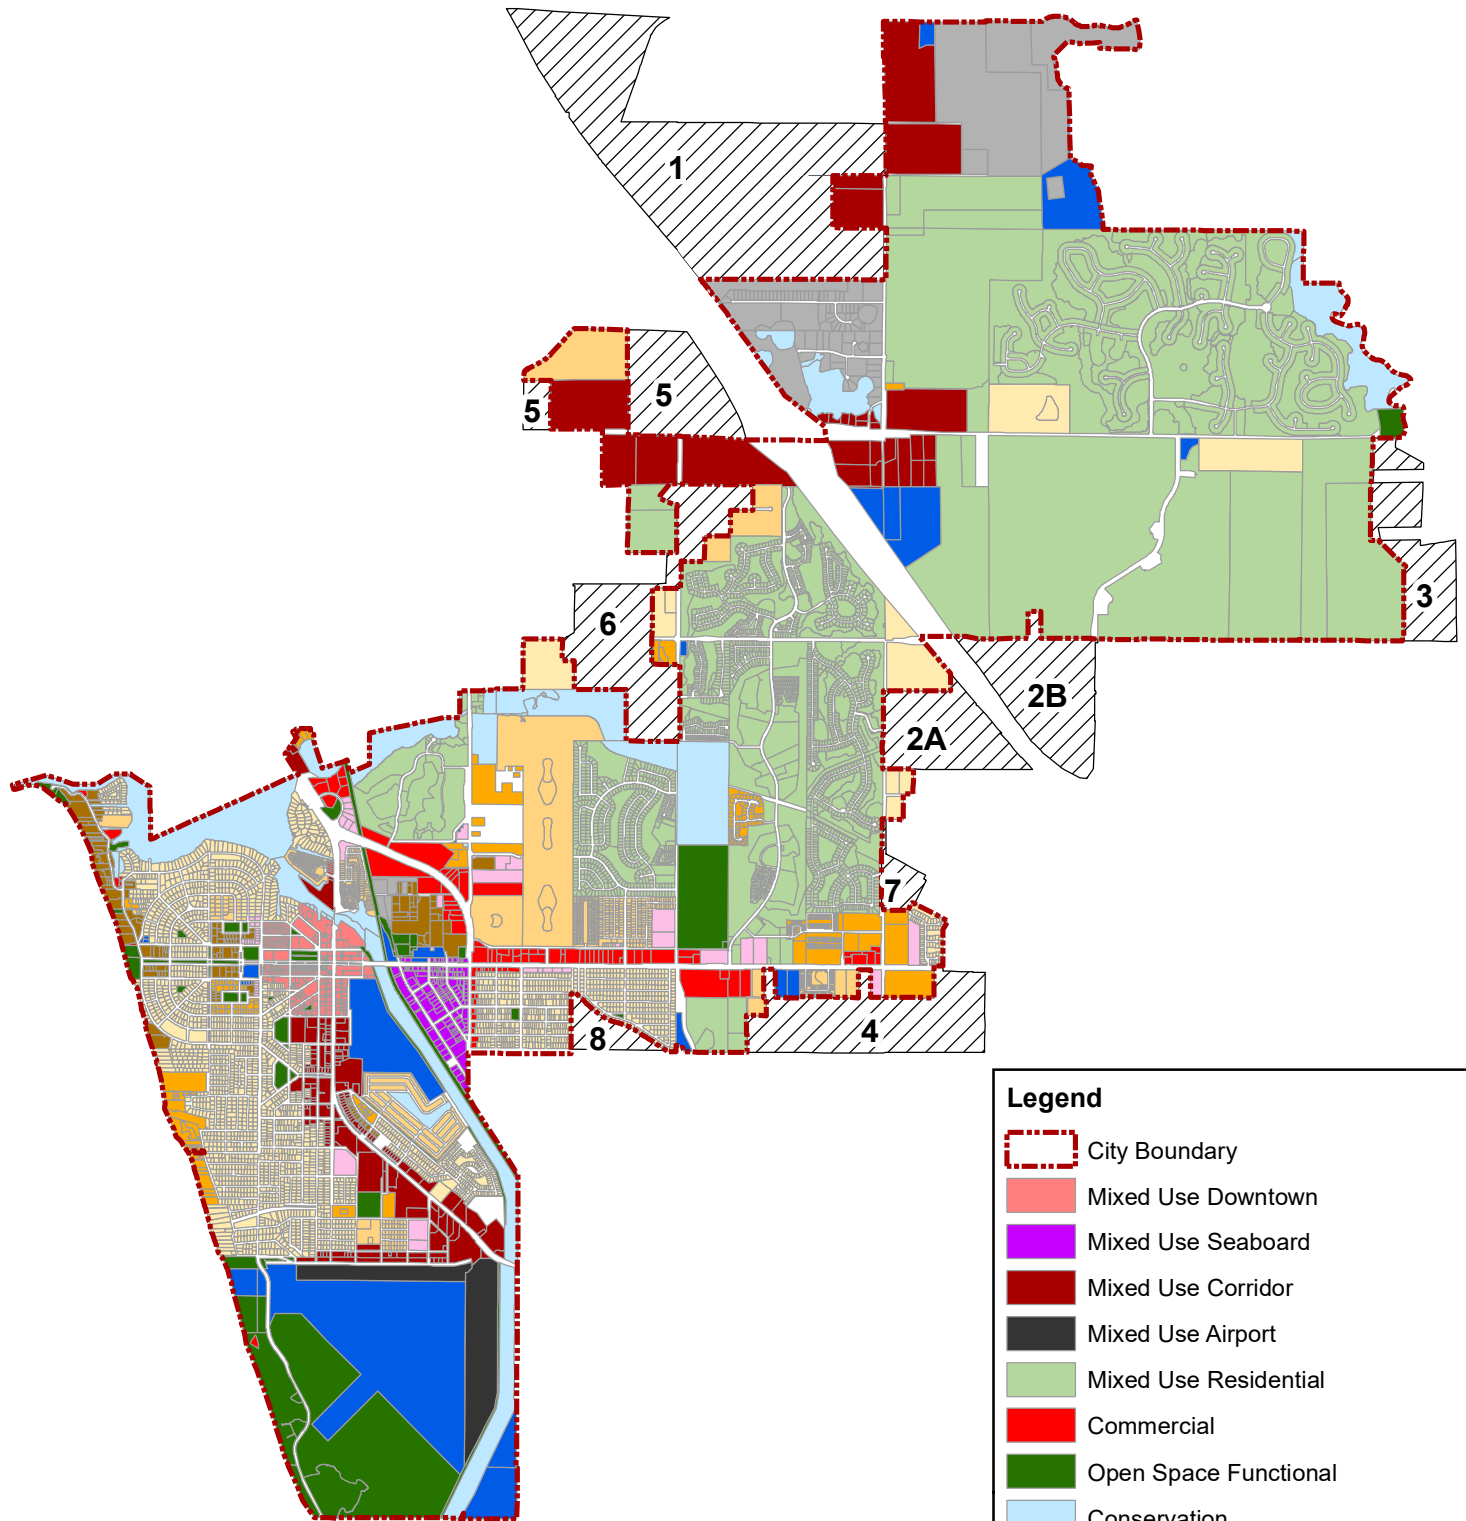 1
5
5
6
3
2B
2A
7
8
4
Legend
City Boundary
Mixed Use Downtown
Mixed Use Seaboard
Mixed Use Corridor
Mixed Use Airport
Mixed Use Residential
Commercial
Open Space Functional
Conservation